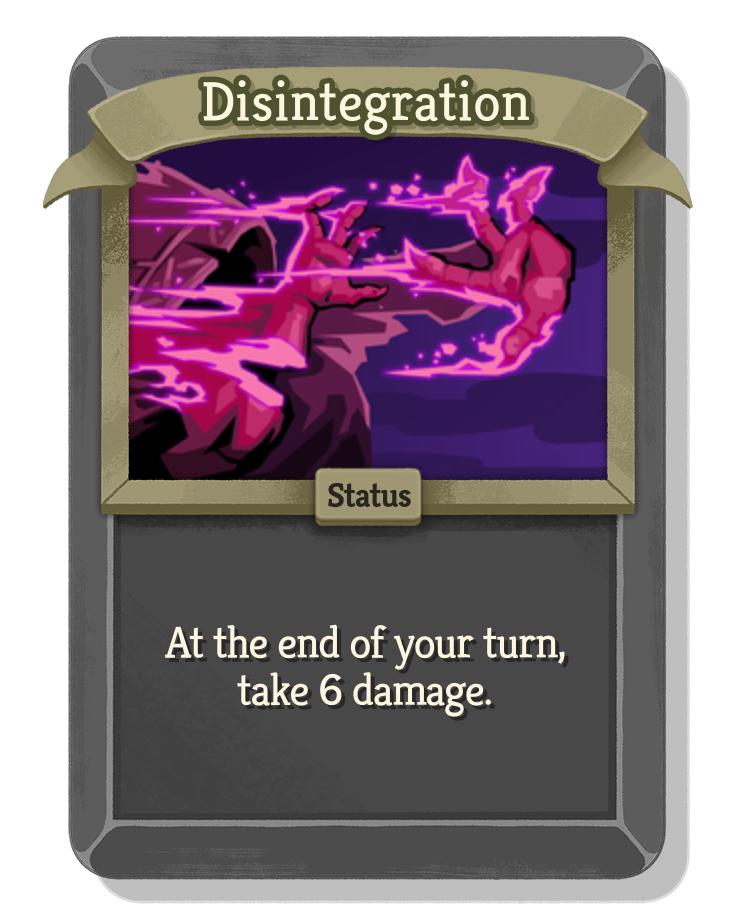 Disintegration
Status
At the end of your turn,
take 6 damage.